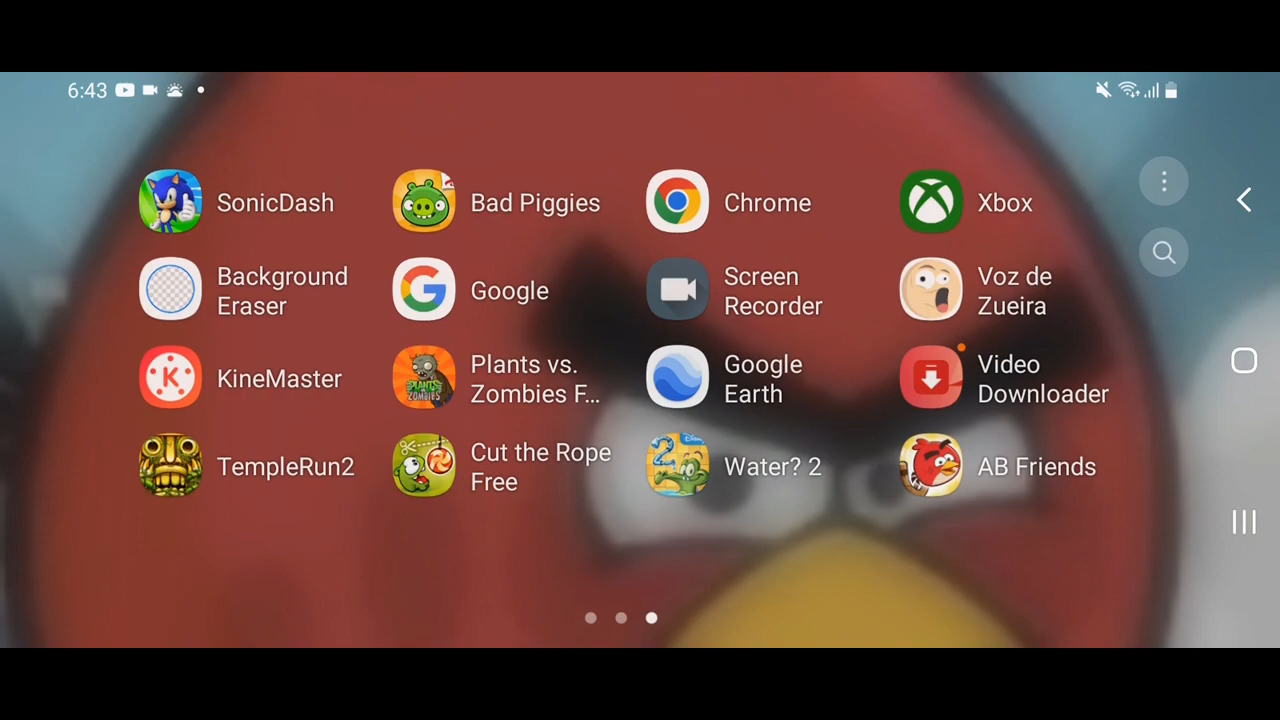 6:43
SonicDash
Bad Piggies
Chrome
Xbox
Background
Eraser
Google
Screen
Recorder
Voz de
Zueira
KineMaster
Plants vs.
Zombies F...
Google
Earth
Video
Downloader
TempleRun2
Cut the Rope
Free
Water? 2
AB Friends